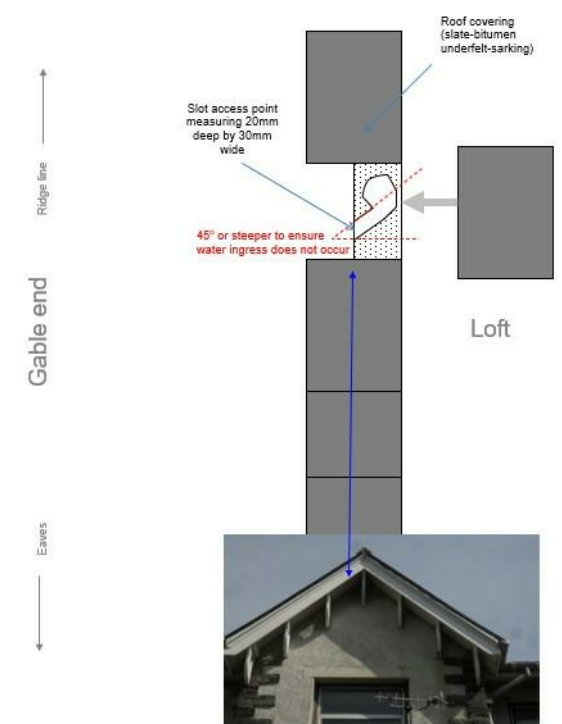 Roof covering
(slate-bitumen
underfelt-sarking)
Slot access point
measuring 20mm
deep by 30mm
wide
Ridge line
45° or steeper to ensure
water ingress does not occur
Gable end
Loft
Eaves